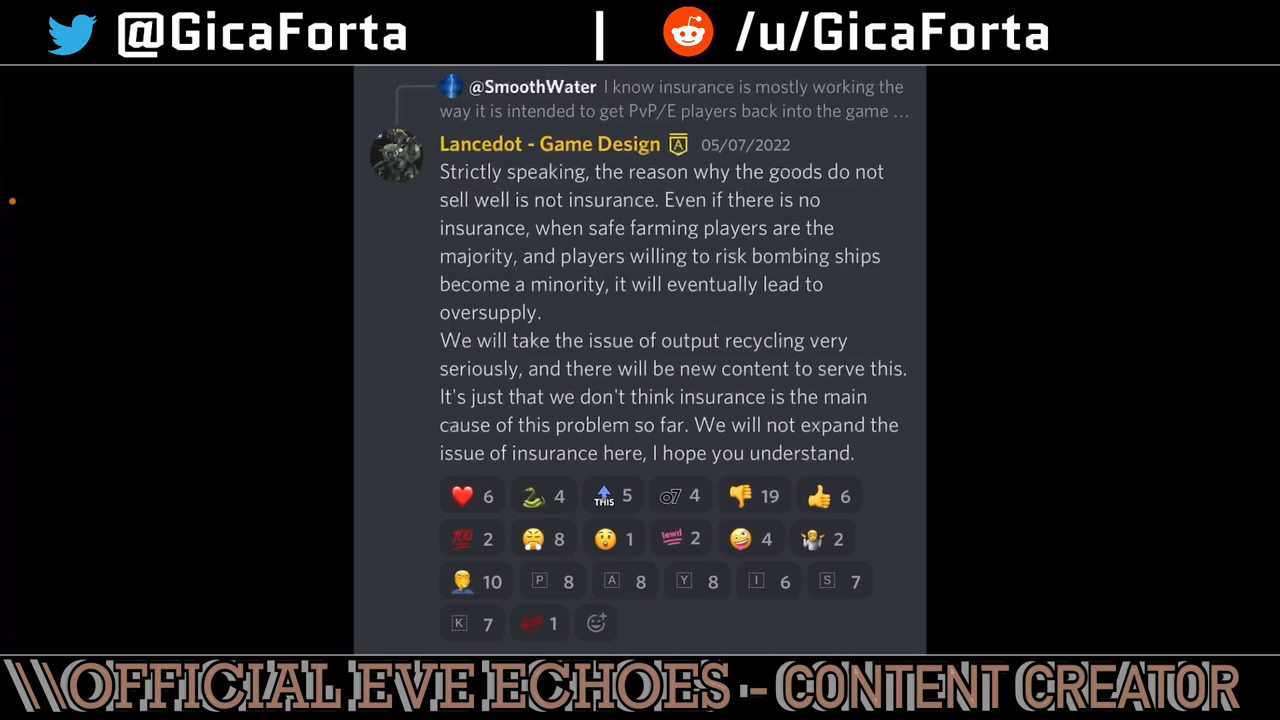 @GicaForta | /u/GicaForta
@SmoothWater I know insurance is mostly working the
way it is intended to get PvP/E players back into the game ...
Lancedot - Game Design A 05/07/2022
Strictly speaking, the reason why the goods do not
sell well is not insurance. Even if there is no
insurance, when safe farming players are the
majority, and players willing to risk bombing ships
become a minority, it will eventually lead to
oversupply.
We will take the issue of output recycling very
seriously, and there will be new content to serve this.
It's just that we don't think insurance is the main
cause of this problem so far. We will not expand the
issue of insurance here, I hope you understand.
6 4 THIS 5 o7 4 19 6
100 2 8 1 lewd 2 4 2
10 P 8 A 8 Y 8 I 6 S 7
K 7 1
\\OFFICIAL EVE ECHOES - CONTENT CREATOR